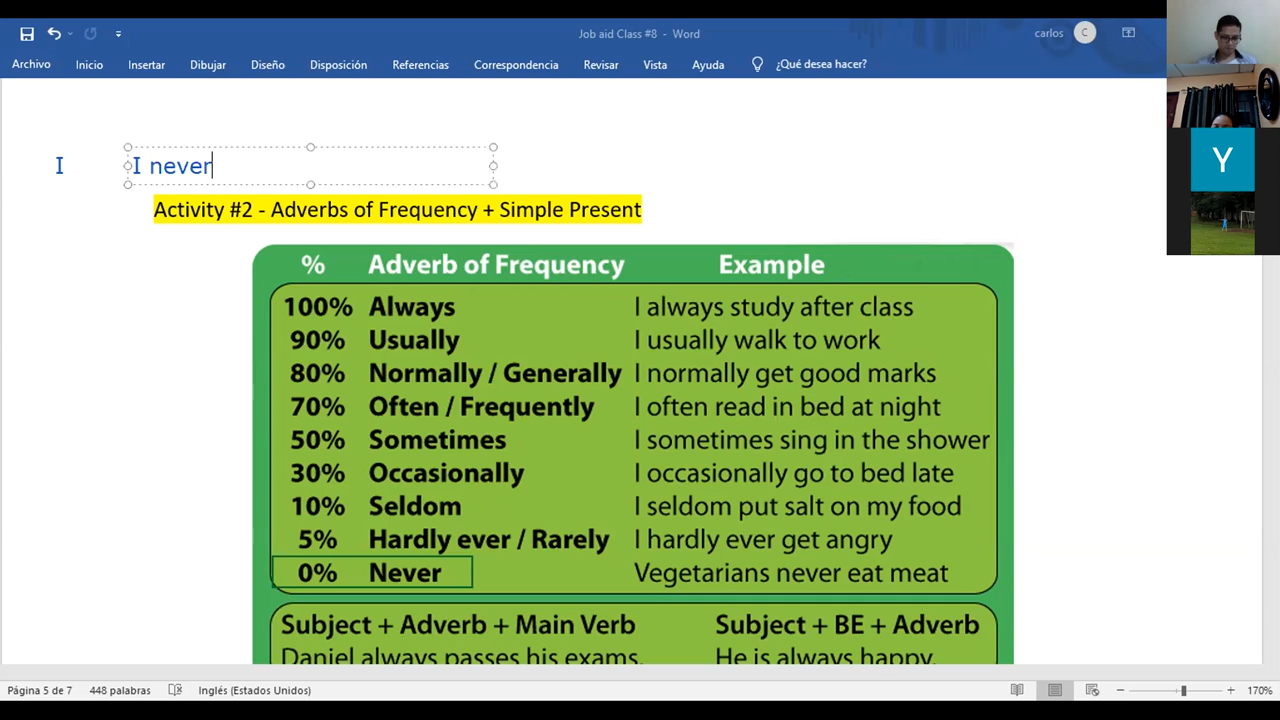 Job aid Class #8 - Word
carlos
C
Archivo
Inicio
Insertar
Dibujar
Diseño
Disposición
Referencias
Correspondencia
Revisar
Vista
Ayuda
¿Qué desea hacer?
I
I never
Y
Activity #2 - Adverbs of Frequency + Simple Present
% Adverb of Frequency Example
100% Always I always study after class
90% Usually I usually walk to work
80% Normally / Generally I normally get good marks
70% Often / Frequently I often read in bed at night
50% Sometimes I sometimes sing in the shower
30% Occasionally I occasionally go to bed late
10% Seldom I seldom put salt on my food
5% Hardly ever / Rarely I hardly ever get angry
0% Never Vegetarians never eat meat
Subject + Adverb + Main Verb Subject + BE + Adverb
Daniel always passes his exams. He is always happy.
Página 5 de 7
448 palabras
Inglés (Estados Unidos)
170%